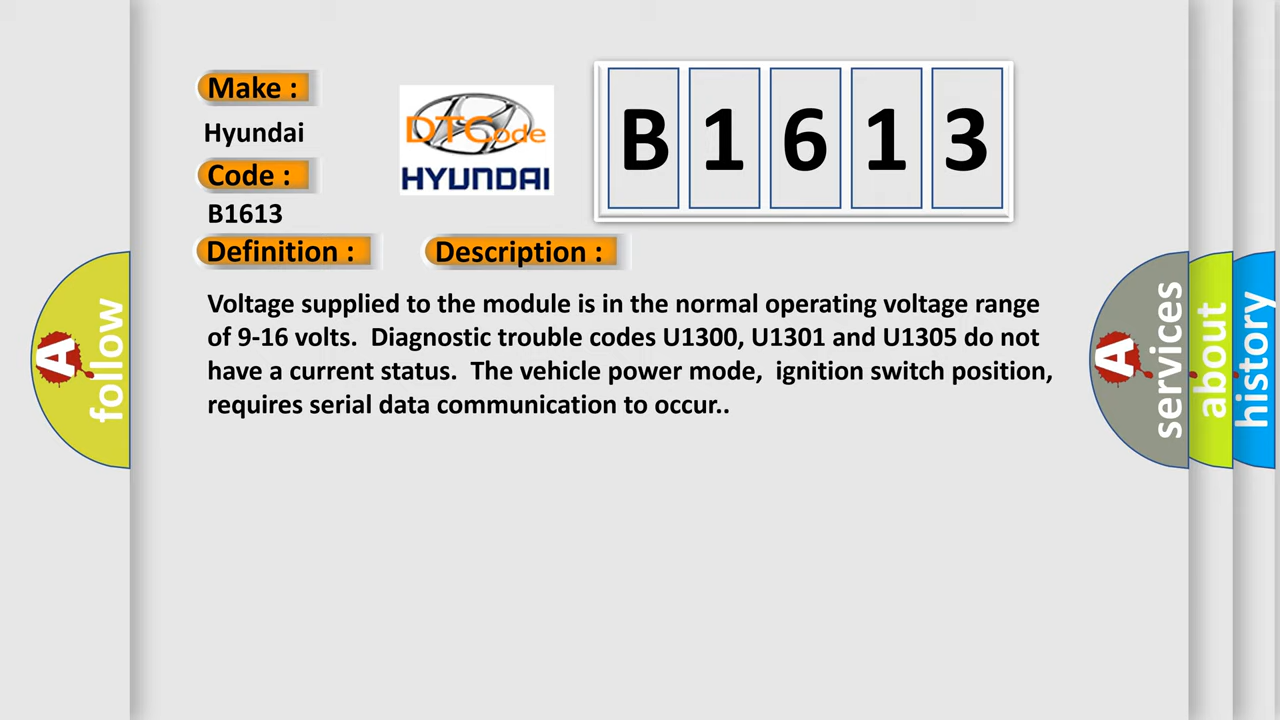 Make :
Hyundai
Code :
B1613
Definition :
Description :
DTCode
HYUNDAI
B 1 6 1 3
Voltage supplied to the module is in the normal operating voltage range
of 9-16 volts  Diagnostic trouble codes U1300, U1301 and U1305 do not
have a current status  The vehicle power mode,  ignition switch position,
requires serial data communication to occur..
A
follow
A
services
about
history